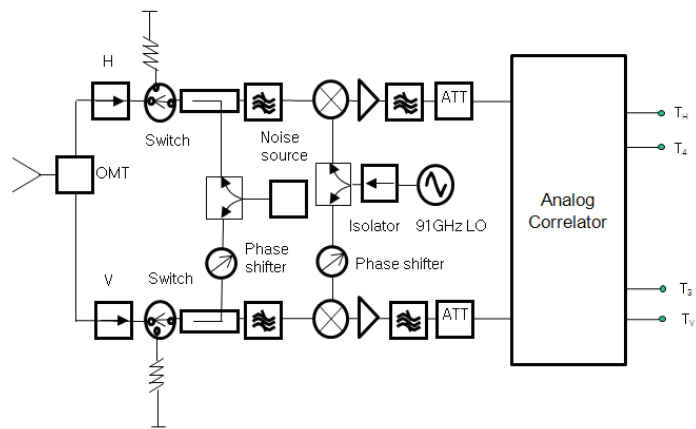 H
Switch
Noise
source
ATT
T_H
T_4
OMT
Analog
Correlator
Isolator
91GHz LO
Phase
shifter
Phase shifter
V
Switch
ATT
T_3
T_V